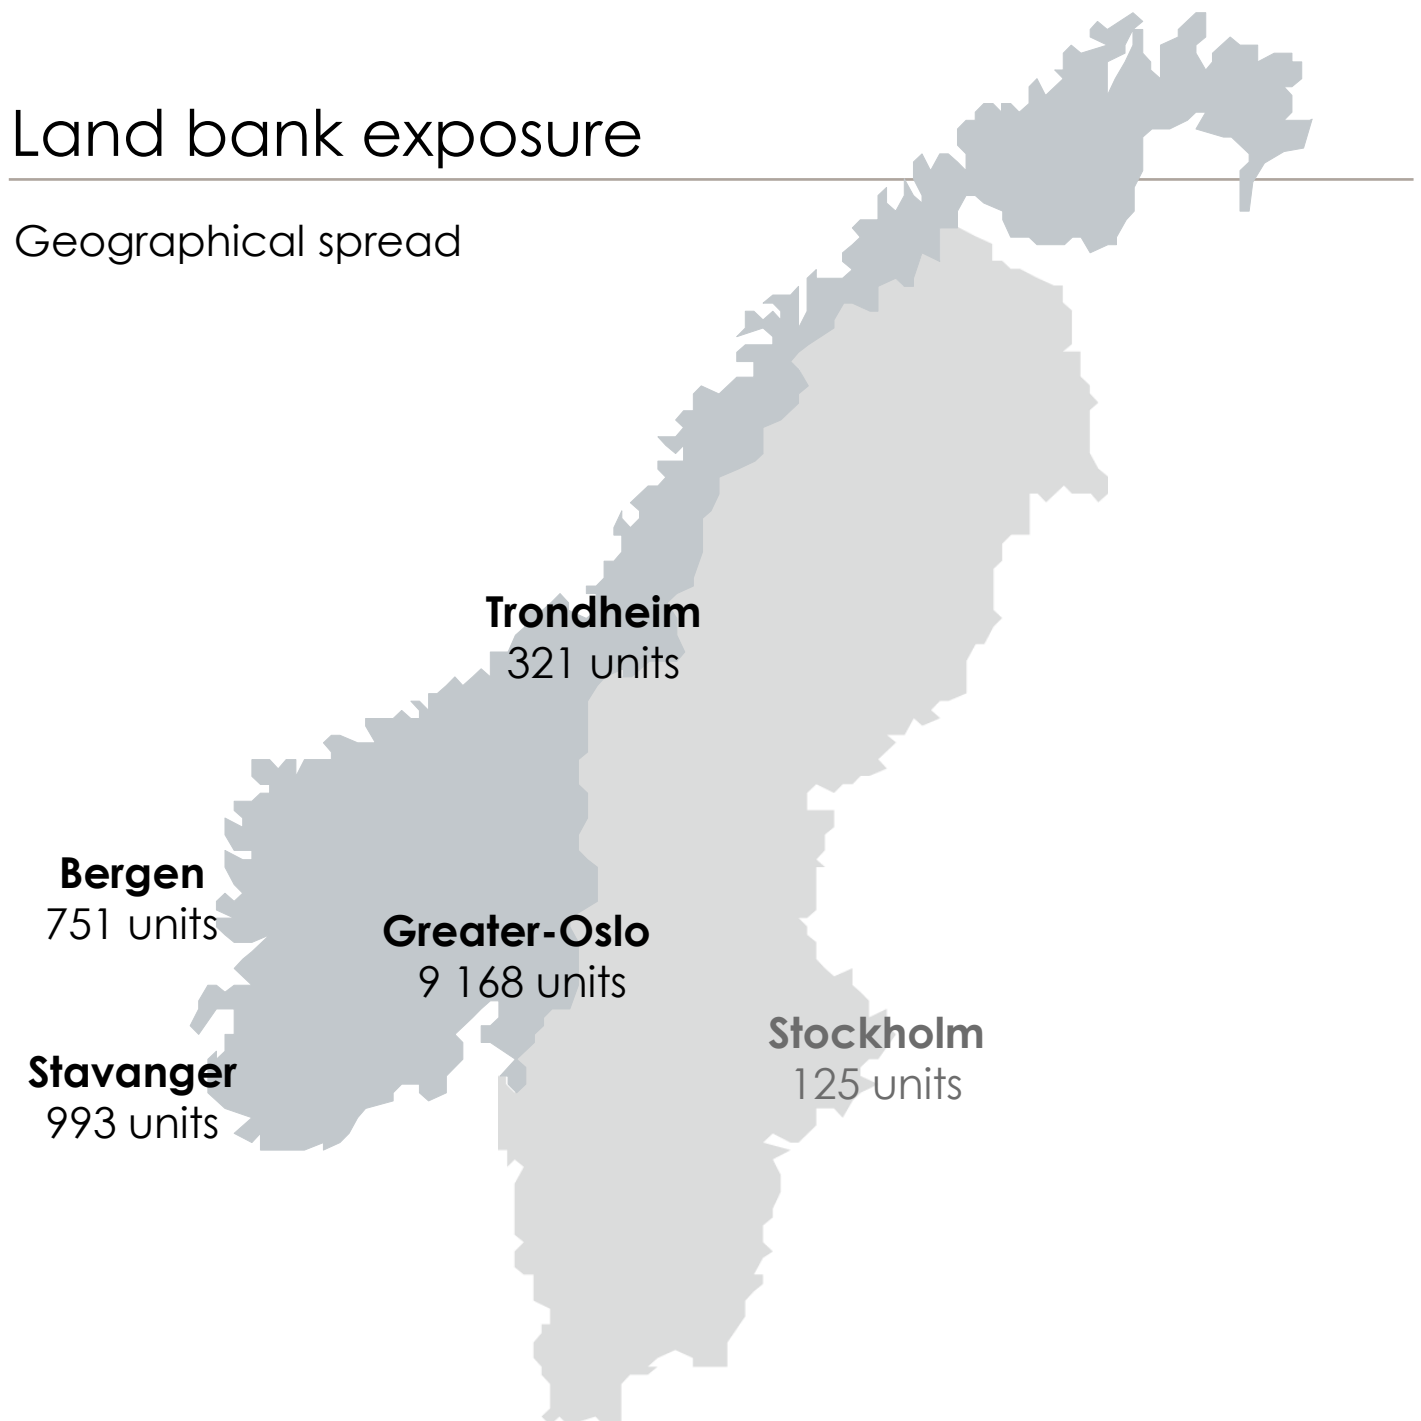 Land bank exposure
Geographical spread
Trondheim
321 units
Bergen
751 units
Greater-Oslo
9 168 units
Stockholm
125 units
Stavanger
993 units